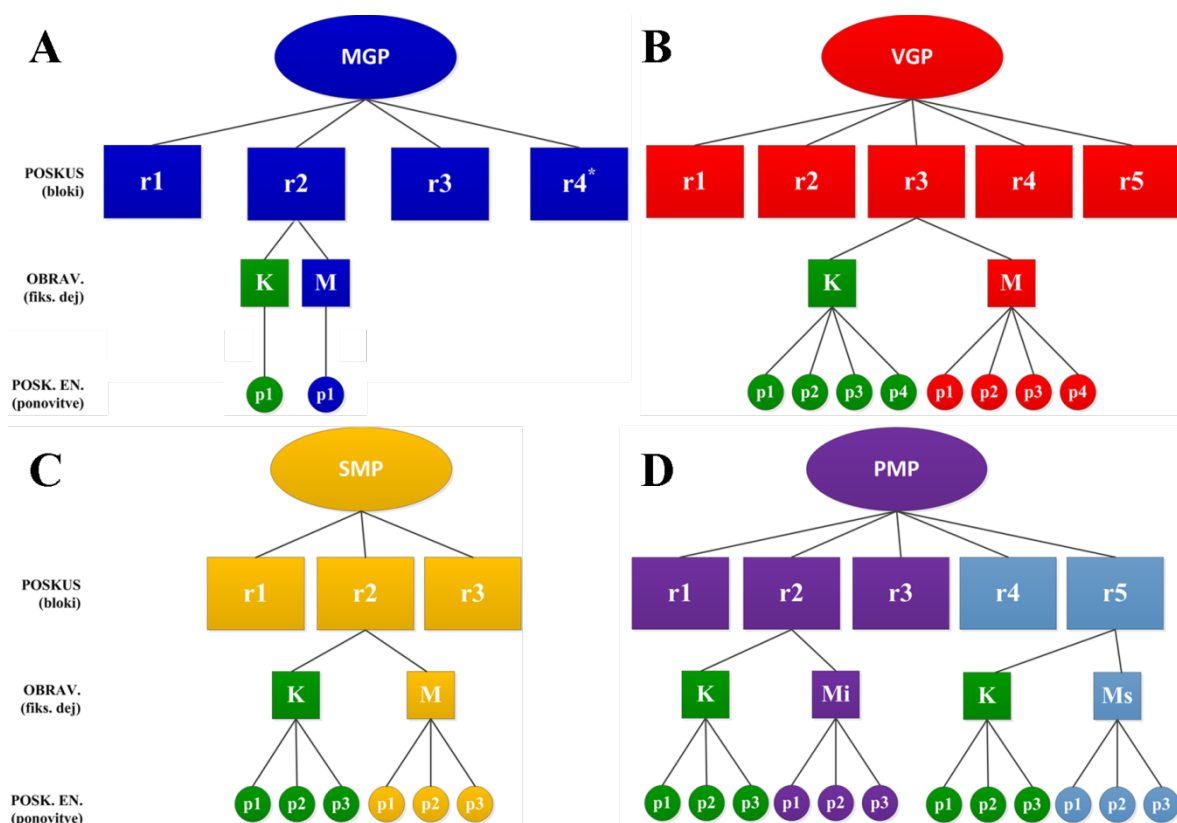 A
MGP
POSKUS
(bloki)
r1 r2 r3 r4*
OBRAV.
(fiks. dej)
K M
POSK. EN.
(ponovitve)
p1 p1
B
VGP
r1 r2 r3 r4 r5
K M
p1 p2 p3 p4 p1 p2 p3 p4
C
SMP
POSKUS
(bloki)
r1 r2 r3
OBRAV.
(fiks. dej)
K M
POSK. EN.
(ponovitve)
p1 p2 p3 p1 p2 p3
D
PMP
r1 r2 r3 r4 r5
K Mi K Ms
p1 p2 p3 p1 p2 p3 p1 p2 p3 p1 p2 p3